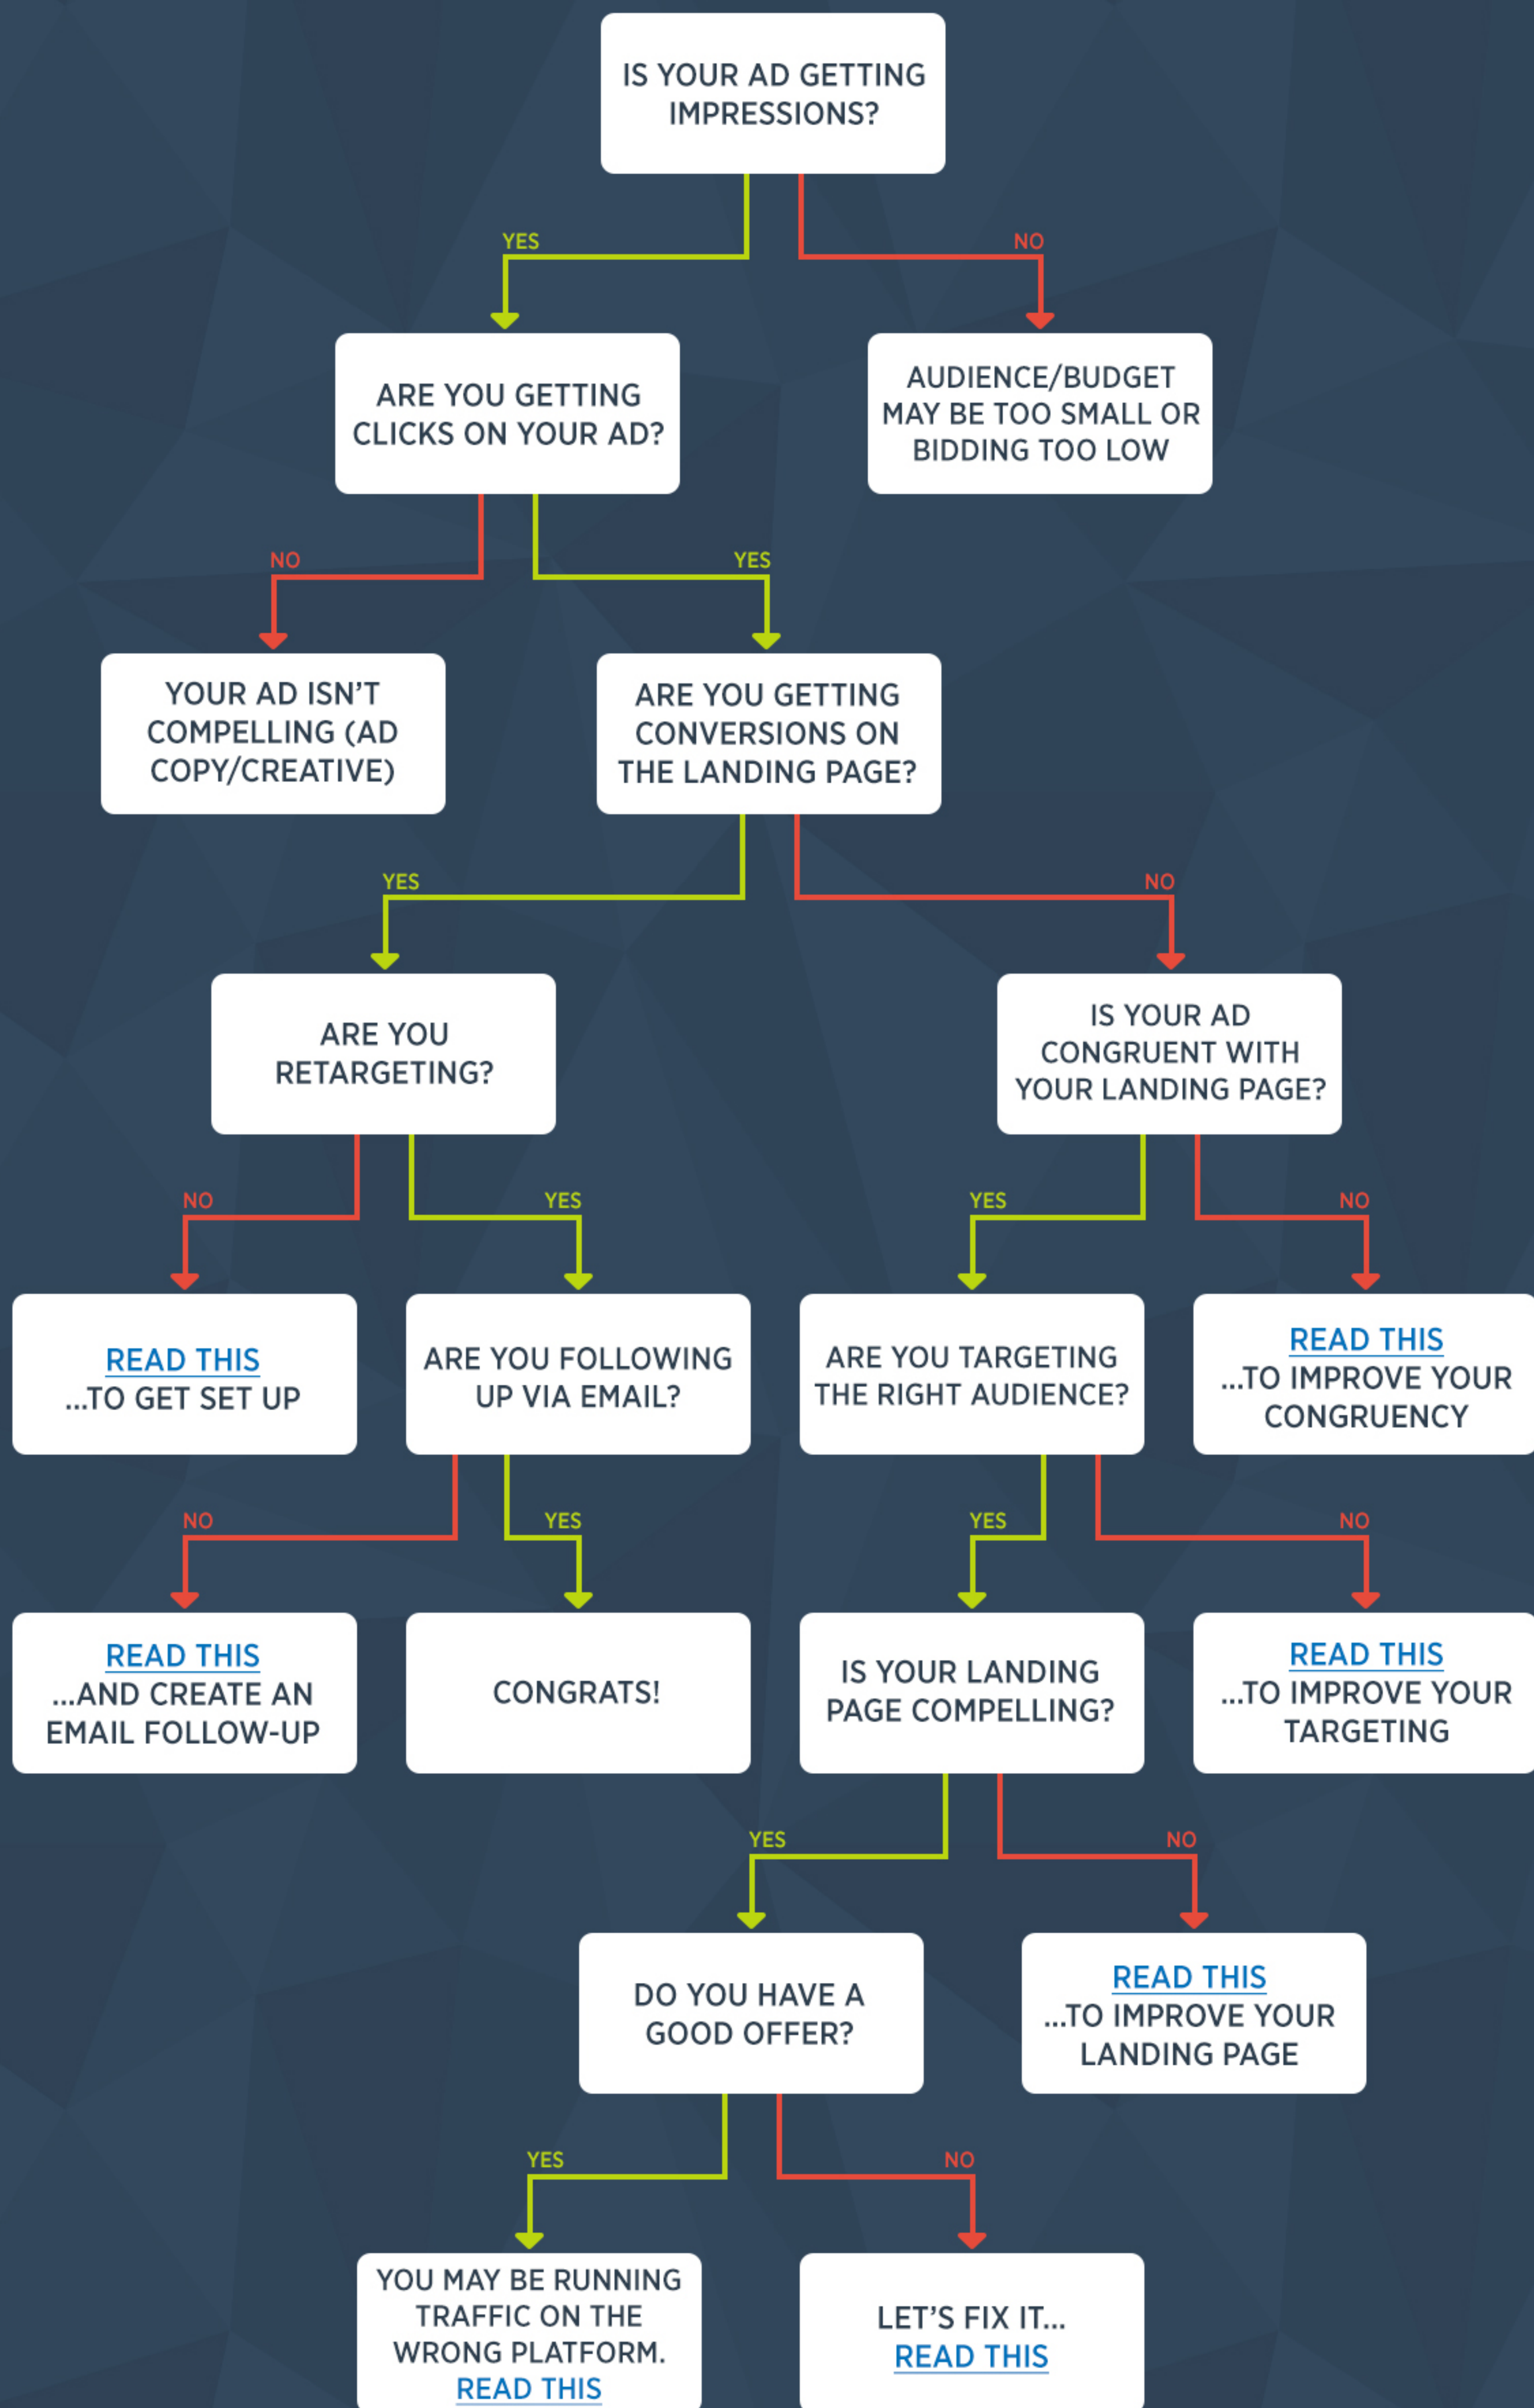 IS YOUR AD GETTING
IMPRESSIONS?
YES
NO
ARE YOU GETTING
CLICKS ON YOUR AD?
AUDIENCE/BUDGET
MAY BE TOO SMALL OR
BIDDING TOO LOW
NO
YES
YOUR AD ISN'T
COMPELLING (AD
COPY/CREATIVE)
ARE YOU GETTING
CONVERSIONS ON
THE LANDING PAGE?
YES
NO
ARE YOU
RETARGETING?
IS YOUR AD
CONGRUENT WITH
YOUR LANDING PAGE?
NO
YES
YES
NO
READ THIS
...TO GET SET UP
ARE YOU FOLLOWING
UP VIA EMAIL?
ARE YOU TARGETING
THE RIGHT AUDIENCE?
READ THIS
...TO IMPROVE YOUR
CONGRUENCY
NO
YES
YES
NO
READ THIS
...AND CREATE AN
EMAIL FOLLOW-UP
CONGRATS!
IS YOUR LANDING
PAGE COMPELLING?
READ THIS
...TO IMPROVE YOUR
TARGETING
YES
NO
DO YOU HAVE A
GOOD OFFER?
READ THIS
...TO IMPROVE YOUR
LANDING PAGE
YES
NO
YOU MAY BE RUNNING
TRAFFIC ON THE
WRONG PLATFORM.
READ THIS
LET'S FIX IT...
READ THIS